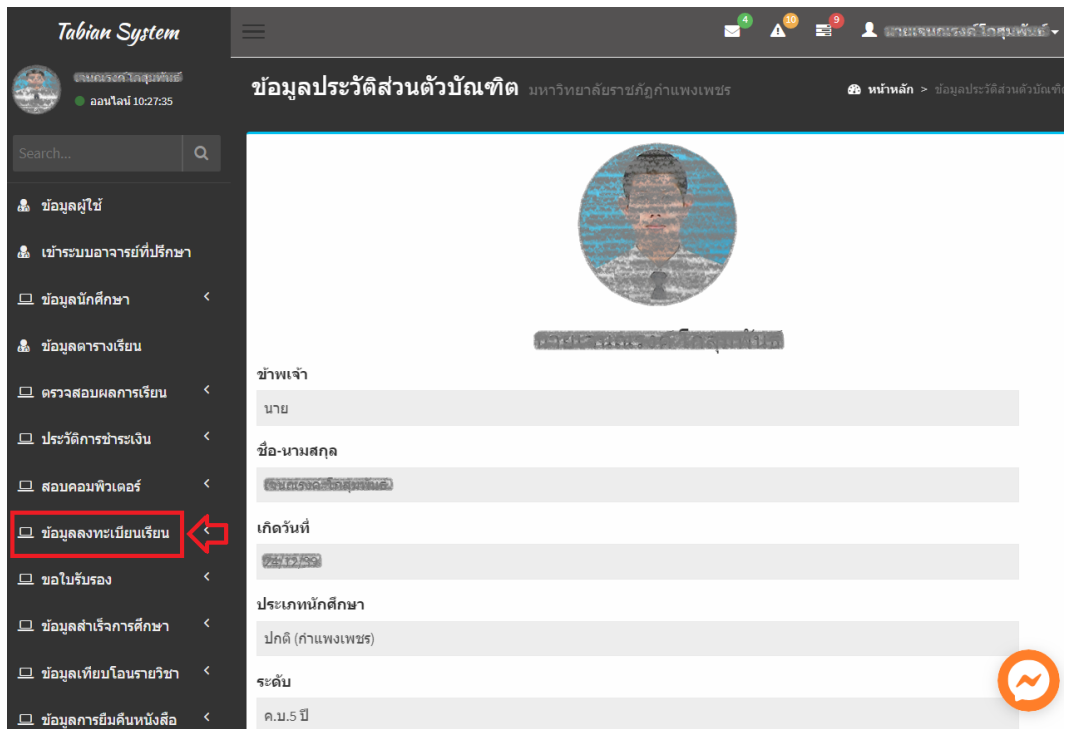 Tabian System
4
10
9
ออนไลน์ 10:27:35
ข้อมูลประวัติส่วนตัวบัณฑิต มหาวิทยาลัยราชภัฏกำแพงเพชร
หน้าหลัก > ข้อมูลประวัติส่วนตัวบัณฑิต
Search...
ข้อมูลผู้ใช้
เข้าระบบอาจารย์ที่ปรึกษา
ข้อมูลนักศึกษา
ข้อมูลตารางเรียน
ตรวจสอบผลการเรียน
ประวัติการชำระเงิน
สอบคอมพิวเตอร์
ข้อมูลลงทะเบียนเรียน
ขอใบรับรอง
ข้อมูลสำเร็จการศึกษา
ข้อมูลเทียบโอนรายวิชา
ข้อมูลการยืมคืนหนังสือ
ข้าพเจ้า
นาย
ชื่อ-นามสกุล
เกิดวันที่
ประเภทนักศึกษา
ปกติ (กำแพงเพชร)
ระดับ
ค.บ.5 ปี